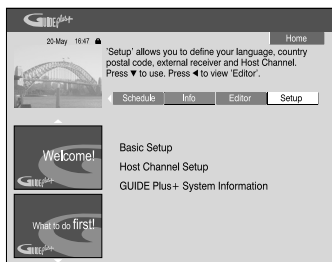 GUIDE Plus+
Home
20-May 16:47
'Setup' allows you to define your language, country
postal code, external receiver and Host Channel.
Press ▼ to use. Press ◄ to view 'Editor'.
Schedule Info Editor Setup
Welcome!
GUIDE Plus+
Basic Setup
Host Channel Setup
GUIDE Plus+ System Information
What to do first!
GUIDE Plus+